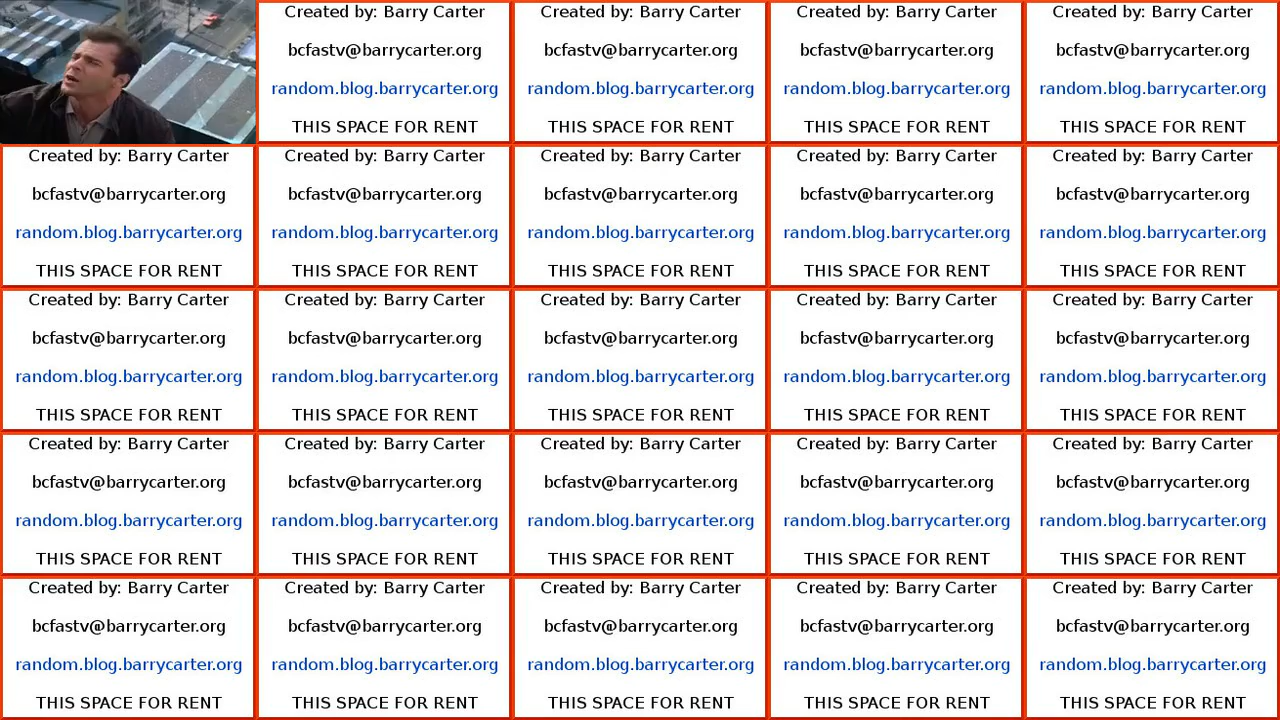 Created by: Barry Carter
bcfastv@barrycarter.org
random.blog.barrycarter.org
THIS SPACE FOR RENT
Created by: Barry Carter
bcfastv@barrycarter.org
random.blog.barrycarter.org
THIS SPACE FOR RENT
Created by: Barry Carter
bcfastv@barrycarter.org
random.blog.barrycarter.org
THIS SPACE FOR RENT
Created by: Barry Carter
bcfastv@barrycarter.org
random.blog.barrycarter.org
THIS SPACE FOR RENT
Created by: Barry Carter
bcfastv@barrycarter.org
random.blog.barrycarter.org
THIS SPACE FOR RENT
Created by: Barry Carter
bcfastv@barrycarter.org
random.blog.barrycarter.org
THIS SPACE FOR RENT
Created by: Barry Carter
bcfastv@barrycarter.org
random.blog.barrycarter.org
THIS SPACE FOR RENT
Created by: Barry Carter
bcfastv@barrycarter.org
random.blog.barrycarter.org
THIS SPACE FOR RENT
Created by: Barry Carter
bcfastv@barrycarter.org
random.blog.barrycarter.org
THIS SPACE FOR RENT
Created by: Barry Carter
bcfastv@barrycarter.org
random.blog.barrycarter.org
THIS SPACE FOR RENT
Created by: Barry Carter
bcfastv@barrycarter.org
random.blog.barrycarter.org
THIS SPACE FOR RENT
Created by: Barry Carter
bcfastv@barrycarter.org
random.blog.barrycarter.org
THIS SPACE FOR RENT
Created by: Barry Carter
bcfastv@barrycarter.org
random.blog.barrycarter.org
THIS SPACE FOR RENT
Created by: Barry Carter
bcfastv@barrycarter.org
random.blog.barrycarter.org
THIS SPACE FOR RENT
Created by: Barry Carter
bcfastv@barrycarter.org
random.blog.barrycarter.org
THIS SPACE FOR RENT
Created by: Barry Carter
bcfastv@barrycarter.org
random.blog.barrycarter.org
THIS SPACE FOR RENT
Created by: Barry Carter
bcfastv@barrycarter.org
random.blog.barrycarter.org
THIS SPACE FOR RENT
Created by: Barry Carter
bcfastv@barrycarter.org
random.blog.barrycarter.org
THIS SPACE FOR RENT
Created by: Barry Carter
bcfastv@barrycarter.org
random.blog.barrycarter.org
THIS SPACE FOR RENT
Created by: Barry Carter
bcfastv@barrycarter.org
random.blog.barrycarter.org
THIS SPACE FOR RENT
Created by: Barry Carter
bcfastv@barrycarter.org
random.blog.barrycarter.org
THIS SPACE FOR RENT
Created by: Barry Carter
bcfastv@barrycarter.org
random.blog.barrycarter.org
THIS SPACE FOR RENT
Created by: Barry Carter
bcfastv@barrycarter.org
random.blog.barrycarter.org
THIS SPACE FOR RENT
Created by: Barry Carter
bcfastv@barrycarter.org
random.blog.barrycarter.org
THIS SPACE FOR RENT